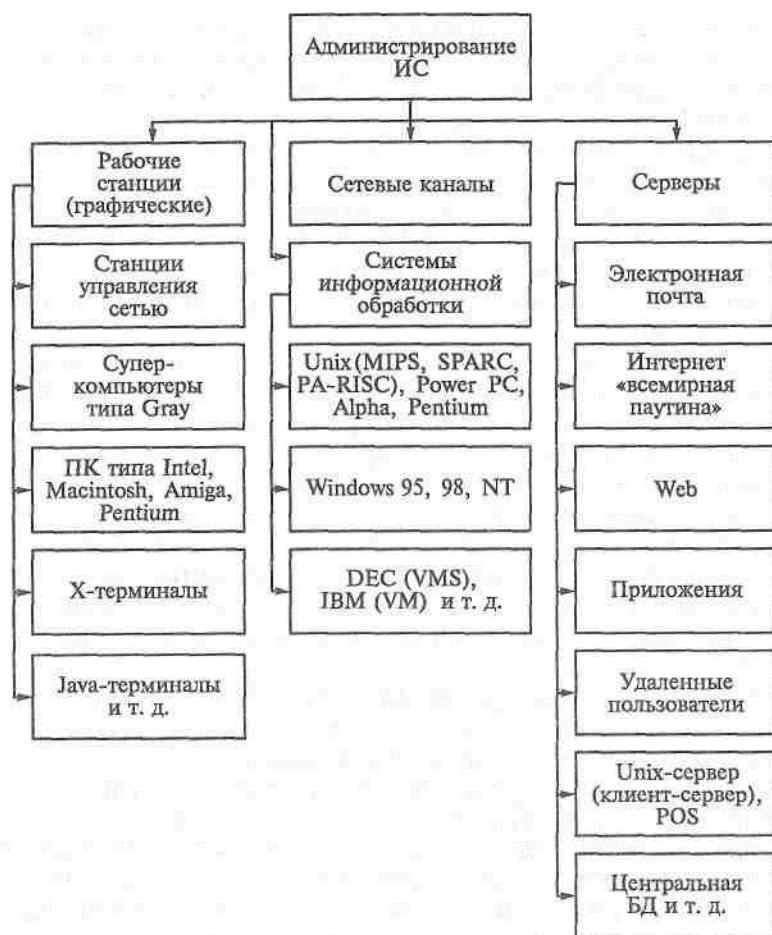 Администрирование
ИС
Рабочие
станции
(графические)
Станции
управления
сетью
Супер-
компьютеры
типа Gray
ПК типа Intel,
Macintosh, Amiga,
Pentium
X-терминалы
Java-терминалы
и т. д.
Сетевые каналы
Системы
информационной
обработки
Unix (MIPS, SPARC,
PA-RISC), Power PC,
Alpha, Pentium
Windows 95, 98, NT
DEC (VMS),
IBM (VM) и т. д.
Серверы
Электронная
почта
Интернет
«всемирная
паутина»
Web
Приложения
Удаленные
пользователи
Unix-сервер
(клиент-сервер),
POS
Центральная
БД и т. д.